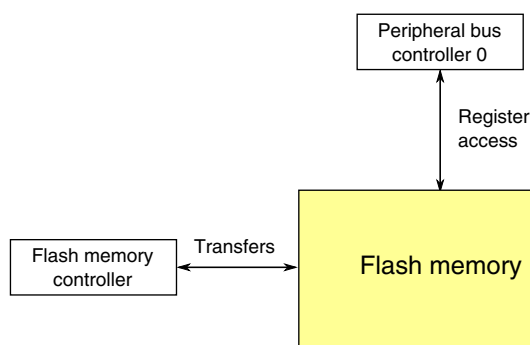 Peripheral bus
controller 0
Register
access
Transfers
Flash memory
controller
Flash memory